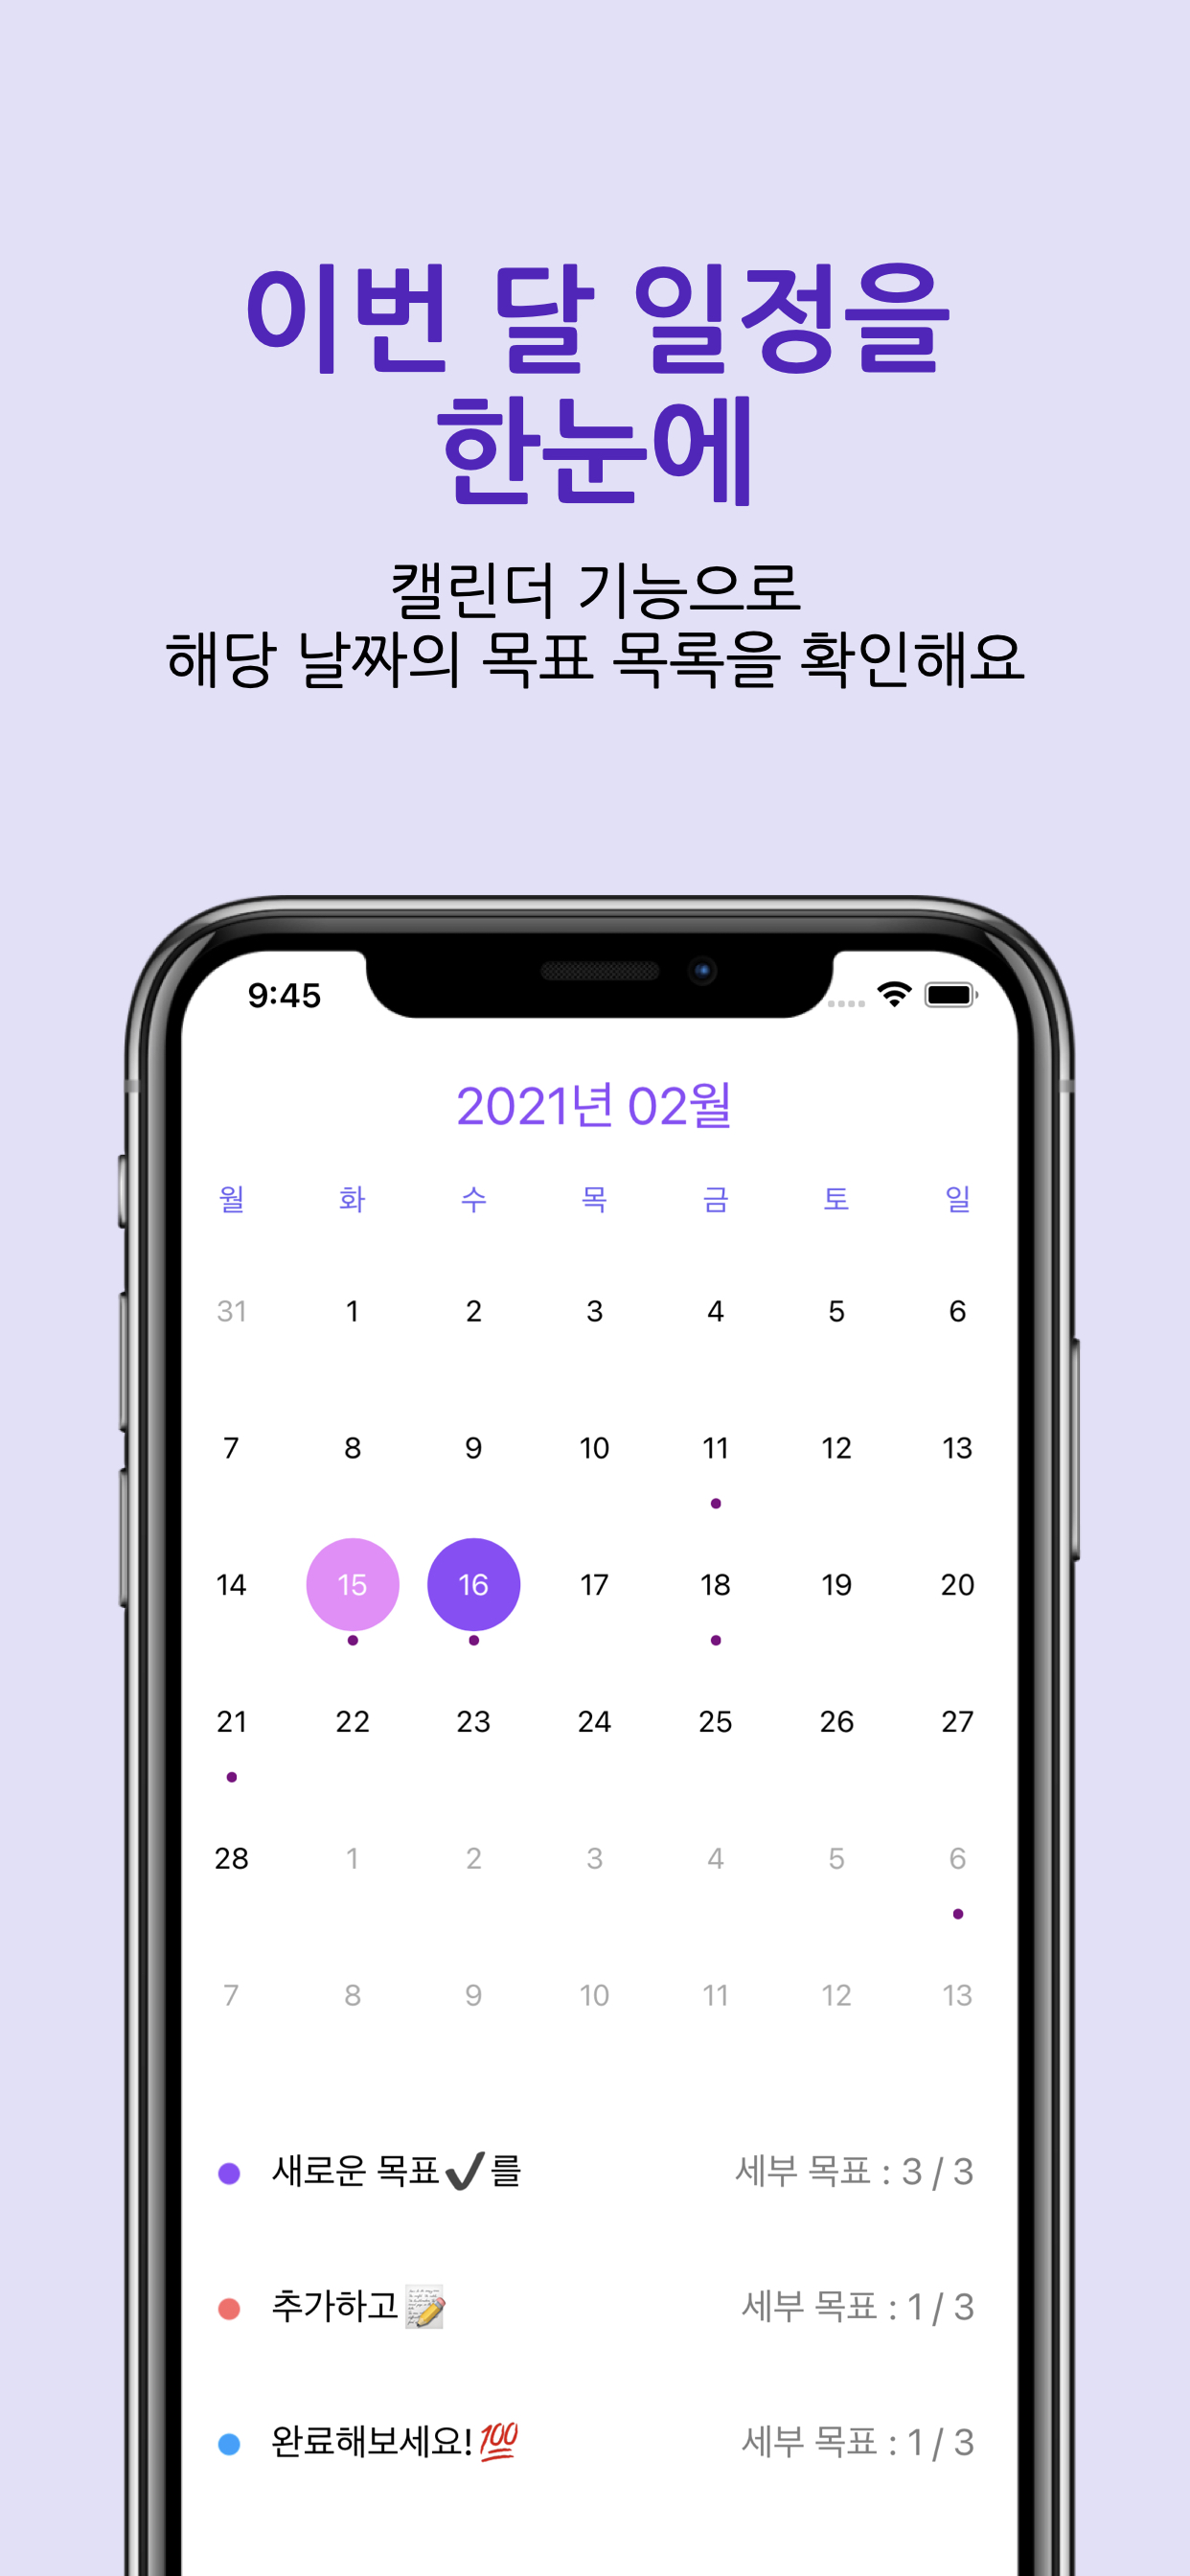 이번 달 일정을
한눈에
캘린더 기능으로
해당 날짜의 목표 목록을 확인해요
9:45
2021년 02월
월 화 수 목 금 토 일
31 1 2 3 4 5 6
7 8 9 10 11 12 13
14 15 16 17 18 19 20
21 22 23 24 25 26 27
28 1 2 3 4 5 6
7 8 9 10 11 12 13
새로운 목표✔️를 세부 목표 : 3 / 3
추가하고📝 세부 목표 : 1 / 3
완료해보세요!💯 세부 목표 : 1 / 3